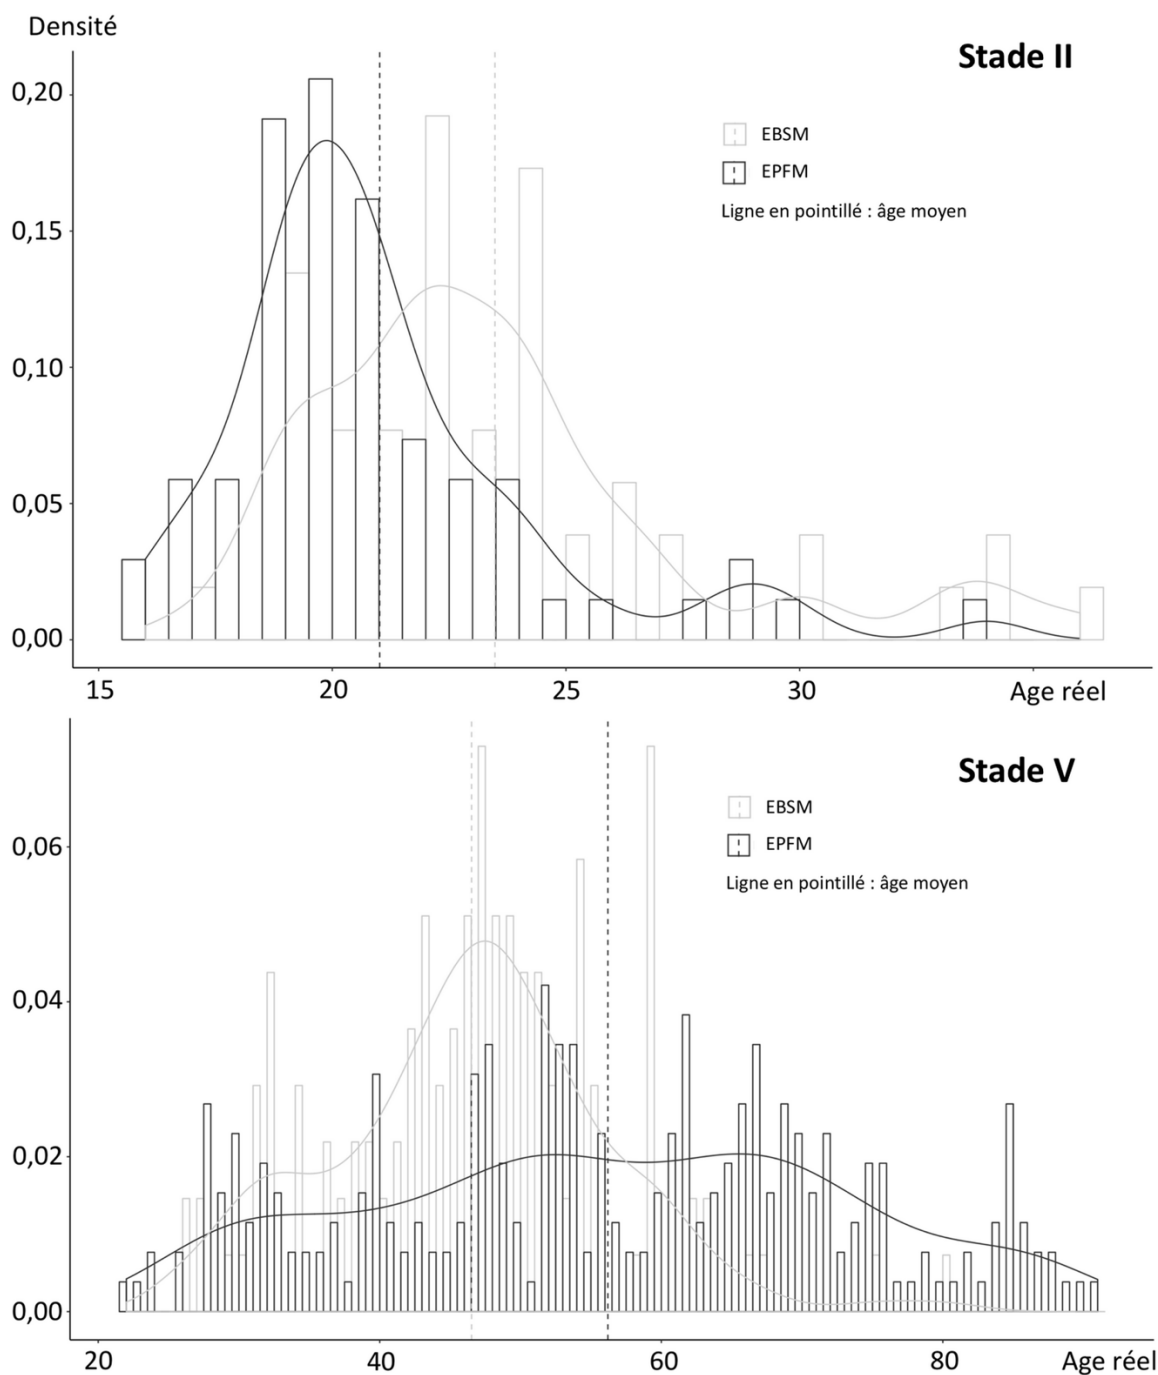 Densité
Stade II
0,20
EBSM
EPFM
Ligne en pointillé : âge moyen
0,15
0,10
0,05
0,00
15 20 25 30 Age réel
Stade V
EBSM
EPFM
Ligne en pointillé : âge moyen
0,06
0,04
0,02
0,00
20 40 60 80 Age réel